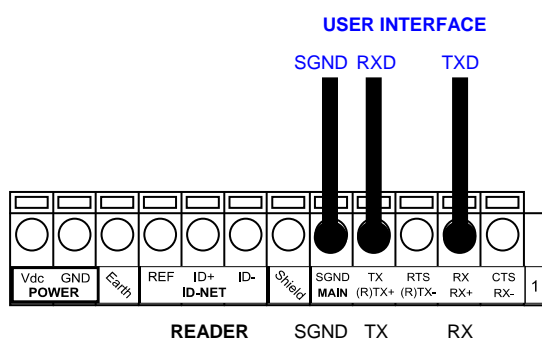 USER INTERFACE
SGND RXD TXD
Vdc GND Earth REF ID+ ID- Shield SGND TX RTS RX CTS 1
POWER ID-NET MAIN (R)TX+ (R)TX- RX+ RX-
READER SGND TX RX